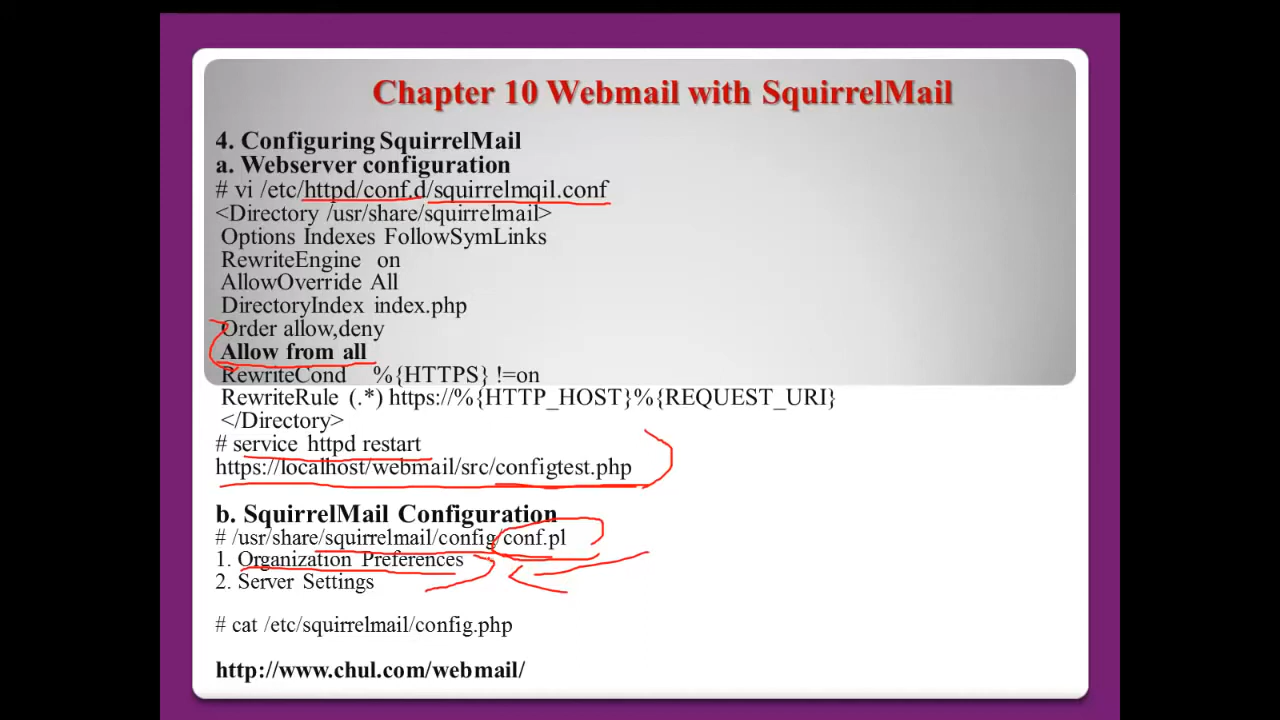 Chapter 10 Webmail with SquirrelMail
4. Configuring SquirrelMail
a. Webserver configuration
# vi /etc/httpd/conf.d/squirrelmqil.conf
<Directory /usr/share/squirrelmail>
Options Indexes FollowSymLinks
RewriteEngine on
AllowOverride All
DirectoryIndex index.php
Order allow,deny
Allow from all
RewriteCond %{HTTPS} !=on
RewriteRule (.*) https://%{HTTP_HOST}%{REQUEST_URI}
</Directory>
# service httpd restart
https://localhost/webmail/src/configtest.php
b. SquirrelMail Configuration
# /usr/share/squirrelmail/config/conf.pl
1. Organization Preferences
2. Server Settings
# cat /etc/squirrelmail/config.php
http://www.chul.com/webmail/